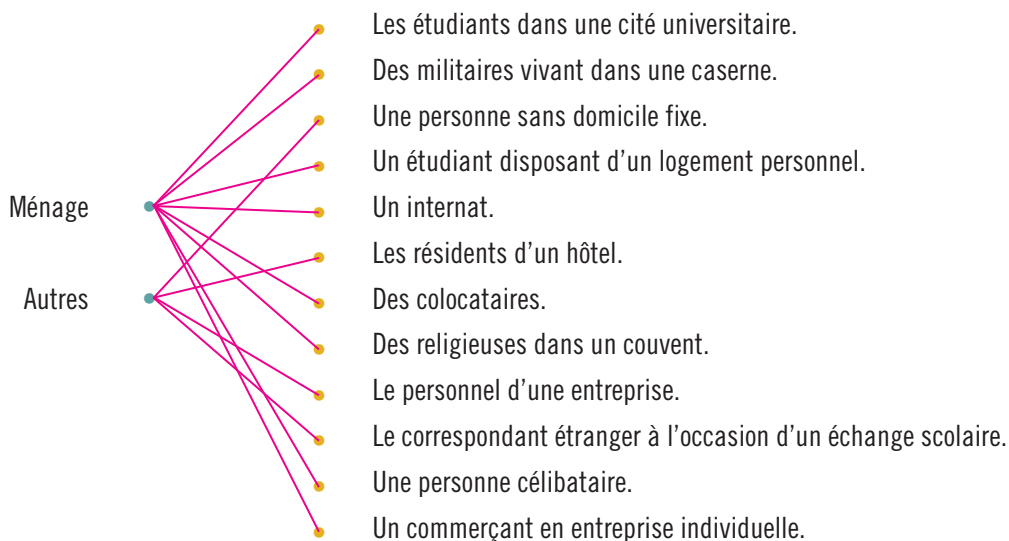 Les étudiants dans une cité universitaire.
Des militaires vivant dans une caserne.
Une personne sans domicile fixe.
Un étudiant disposant d’un logement personnel.
Ménage
Un internat.
Les résidents d’un hôtel.
Autres
Des colocataires.
Des religieuses dans un couvent.
Le personnel d’une entreprise.
Le correspondant étranger à l’occasion d’un échange scolaire.
Une personne célibataire.
Un commerçant en entreprise individuelle.